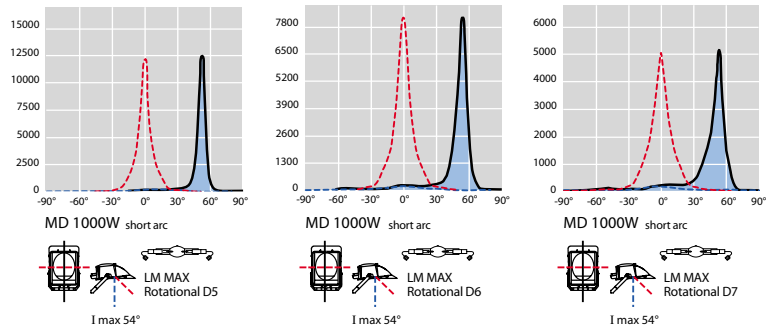 15000
12500
10000
7500
5000
2500
0
-90° -60° -30° 0° 30° 60° 90°
MD 1000W short arc
LM MAX
Rotational D5
I max 54°
7800
6500
5200
3900
2600
1300
0
-90° -60° -30° 0° 30° 60° 90°
MD 1000W short arc
LM MAX
Rotational D6
I max 54°
6000
5000
4000
3000
2000
1000
0
-90° -60° -30° 0° 30° 60° 90°
MD 1000W short arc
LM MAX
Rotational D7
I max 54°